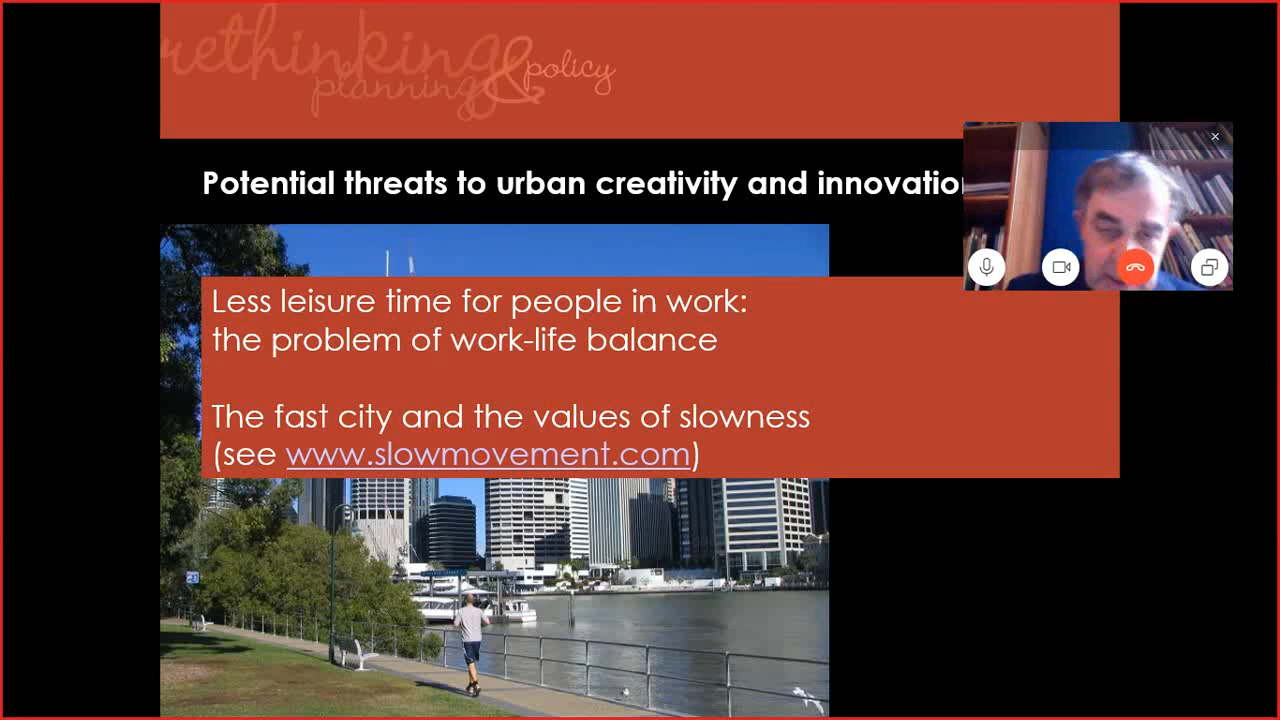 rethinking
planning & policy
Potential threats to urban creativity and innovation
Less leisure time for people in work:
the problem of work-life balance
The fast city and the values of slowness
(see www.slowmovement.com)